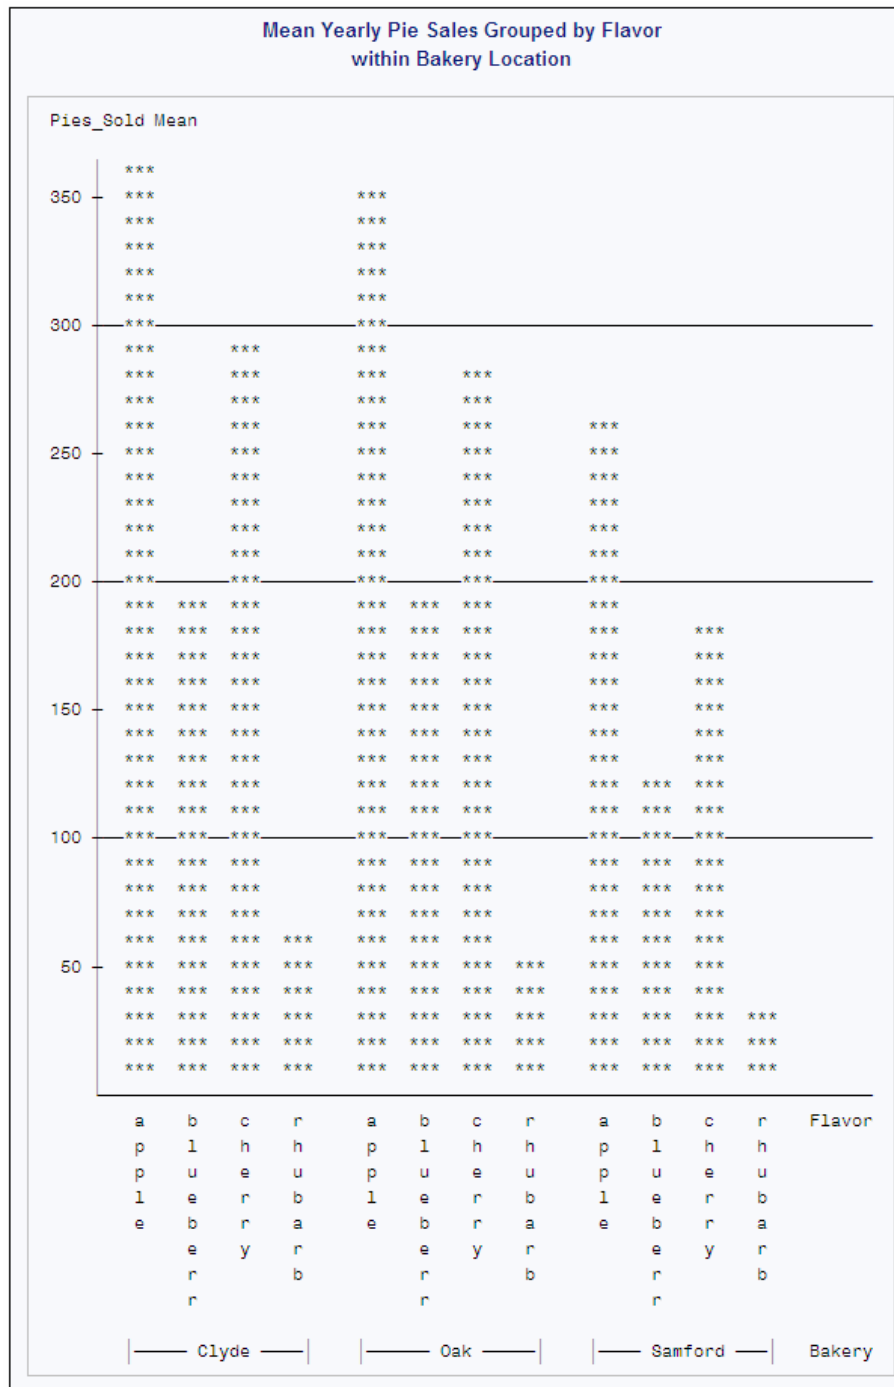 Mean Yearly Pie Sales Grouped by Flavor
within Bakery Location
Pies_Sold Mean
***
350 *** ***
*** ***
*** ***
*** ***
*** ***
300 *** ***
*** *** ***
*** *** *** ***
*** *** *** ***
*** *** *** *** ***
250 *** *** *** *** ***
*** *** *** *** ***
*** *** *** *** ***
*** *** *** *** ***
*** *** *** *** ***
200 *** *** *** *** ***
*** *** *** *** *** *** ***
*** *** *** *** *** *** *** ***
*** *** *** *** *** *** *** ***
*** *** *** *** *** *** *** ***
150 *** *** *** *** *** *** *** ***
*** *** *** *** *** *** *** ***
*** *** *** *** *** *** *** ***
*** *** *** *** *** *** *** *** ***
*** *** *** *** *** *** *** *** ***
100 *** *** *** *** *** *** *** *** ***
*** *** *** *** *** *** *** *** ***
*** *** *** *** *** *** *** *** ***
*** *** *** *** *** *** *** *** ***
*** *** *** *** *** *** *** *** *** ***
50 *** *** *** *** *** *** *** *** *** *** ***
*** *** *** *** *** *** *** *** *** *** ***
*** *** *** *** *** *** *** *** *** *** *** ***
*** *** *** *** *** *** *** *** *** *** *** ***
*** *** *** *** *** *** *** *** *** *** *** ***
a b c r a b c r a b c r Flavor
p l h h p l h h p l h h
p u e u p u e u p u e u
l e r b l e r b l e r b
e b r a e b r a e b r a
e y r e y r e y r
r b r b r b
r r r
Clyde Oak Samford Bakery